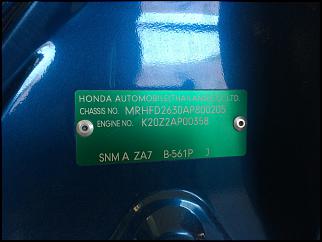 HONDA AUTOMOBILE(THAILAND)CO.,LTD.
CHASSIS NO. MRHFD2630AP800205
ENGINE NO. K20Z2AP00358
SNM A ZA7 B-561P J